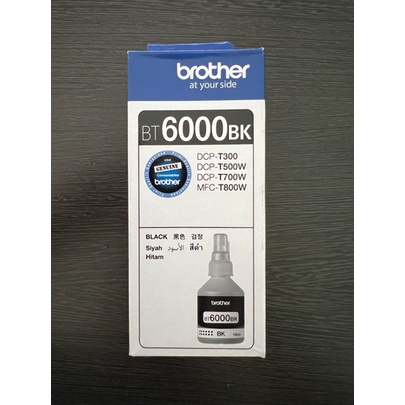 brother
at your side
BT6000BK
GENUINE
Consumables
brother
DCP-T300
DCP-T500W
DCP-T700W
MFC-T800W
BLACK 黑色 검정
Siyah الأسود สีดำ
Hitam
brother
BT6000BK
BK